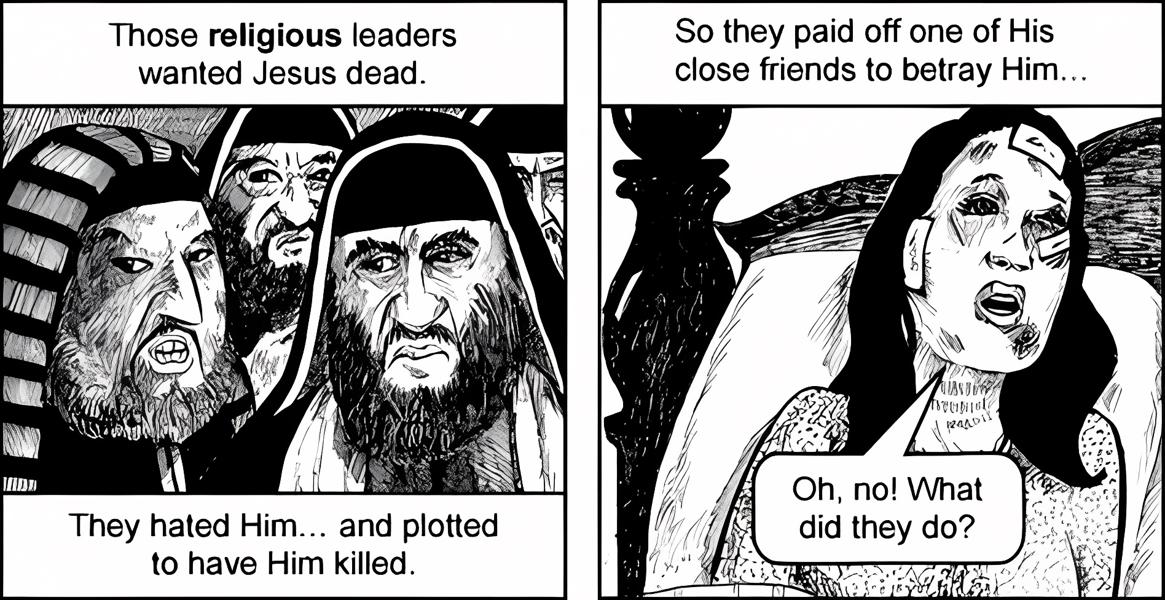 Those religious leaders
wanted Jesus dead.
They hated Him... and plotted
to have Him killed.
So they paid off one of His
close friends to betray Him...
Oh, no! What
did they do?